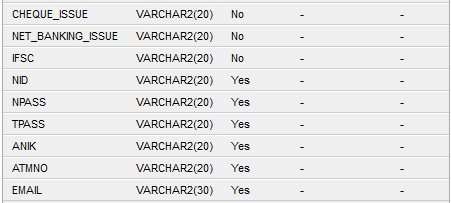 CHEQUE_ISSUE VARCHAR2(20) No - -
NET_BANKING_ISSUE VARCHAR2(20) No - -
IFSC VARCHAR2(20) No - -
NID VARCHAR2(20) Yes - -
NPASS VARCHAR2(20) Yes - -
TPASS VARCHAR2(20) Yes - -
ANIK VARCHAR2(20) Yes - -
ATMNO VARCHAR2(20) Yes - -
EMAIL VARCHAR2(30) Yes - -